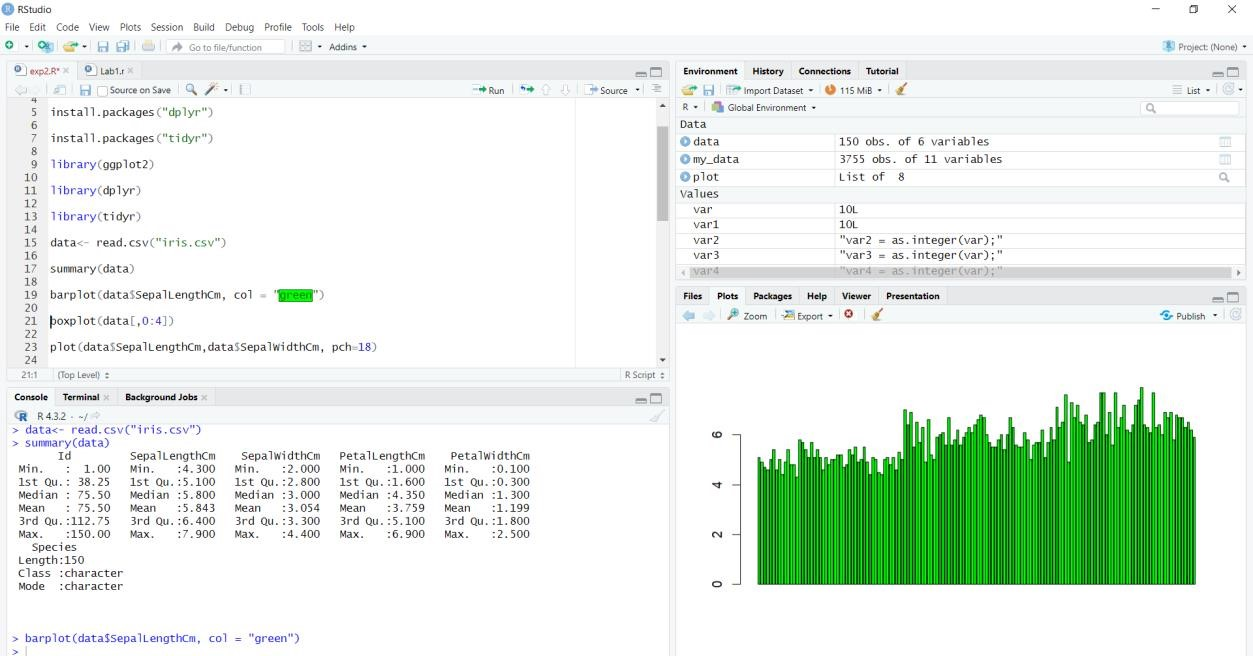 RStudio
File Edit Code View Plots Session Build Debug Profile Tools Help
Go to file/function Addins Project: (None)
exp2.R* Lab1.r
Source on Save Run Source
4
5 install.packages("dplyr")
6
7 install.packages("tidyr")
8
9 library(ggplot2)
10
11 library(dplyr)
12
13 library(tidyr)
14
15 data<- read.csv("iris.csv")
16
17 summary(data)
18
19 barplot(data$SepalLengthCm, col = "green")
20
21 boxplot(data[,0:4])
22
23 plot(data$SepalLengthCm,data$SepalWidthCm, pch=18)
24
21:1 (Top Level) R Script
Console Terminal Background Jobs
R 4.3.2 · ~/
> data<- read.csv("iris.csv")
> summary(data)
Id SepalLengthCm SepalWidthCm PetalLengthCm PetalWidthCm
Min. : 1.00 Min. :4.300 Min. :2.000 Min. :1.000 Min. :0.100
1st Qu.: 38.25 1st Qu.:5.100 1st Qu.:2.800 1st Qu.:1.600 1st Qu.:0.300
Median : 75.50 Median :5.800 Median :3.000 Median :4.350 Median :1.300
Mean : 75.50 Mean :5.843 Mean :3.054 Mean :3.759 Mean :1.199
3rd Qu.:112.75 3rd Qu.:6.400 3rd Qu.:3.300 3rd Qu.:5.100 3rd Qu.:1.800
Max. :150.00 Max. :7.900 Max. :4.400 Max. :6.900 Max. :2.500
Species
Length:150
Class :character
Mode :character
> barplot(data$SepalLengthCm, col = "green")
>
Environment History Connections Tutorial
Import Dataset 115 MiB List
R Global Environment
Data
data 150 obs. of 6 variables
my_data 3755 obs. of 11 variables
plot List of 8
Values
var 10L
var1 10L
var2 "var2 = as.integer(var);"
var3 "var3 = as.integer(var);"
var4 "var4 = as.integer(var);"
Files Plots Packages Help Viewer Presentation
Zoom Export Publish
6
4
2
0